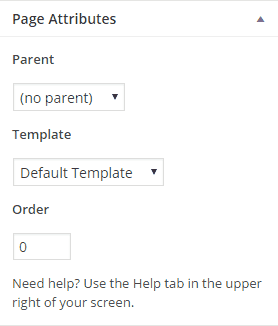 Page Attributes
Parent
(no parent)
Template
Default Template
Order
0
Need help? Use the Help tab in the upper
right of your screen.